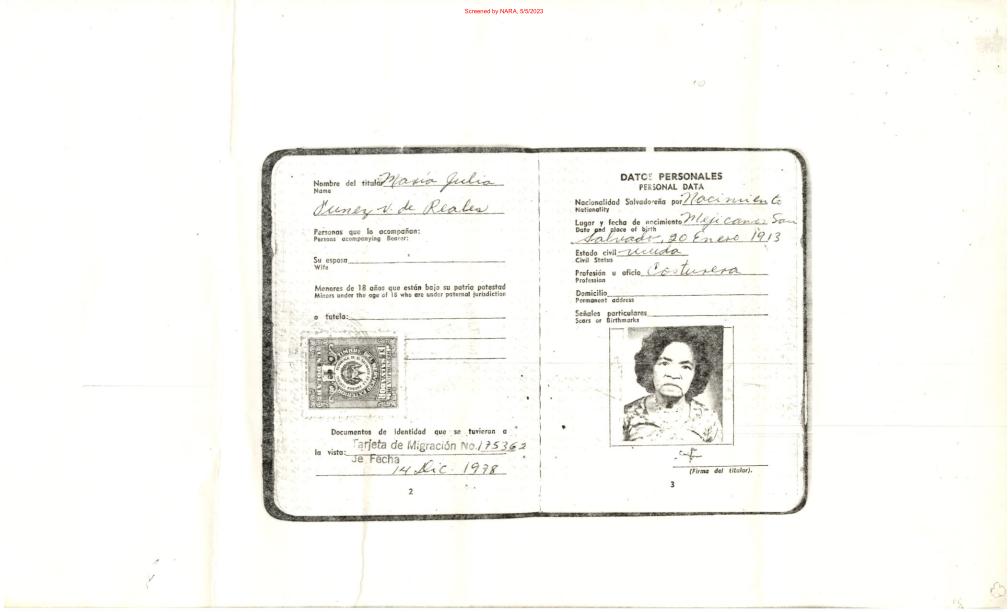 Screened by NARA, 5/5/2023
Nombre del titular María Julia
Name
v. de Reales
Personas que lo acompañan:
Persons acompanying Bearer:
Su esposa
Wife
Menores de 18 años que están bajo su patria potestad
Minors under the age of 18 who are under paternal jurisdiction
o tutela:
Documentos de identidad que se tuvieron a
la vista: Tarjeta de Migración No. 175362
de Fecha
14 Dic. 1978
2
DATOS PERSONALES
PERSONAL DATA
Nacionalidad Salvadoreña por Nacimiento
Nationality
Lugar y fecha de nacimiento Mejicanos San
Date and place of birth
Salvador, 20 Enero 1913
Estado civil viuda
Civil Status
Profesión u oficio Costurera
Profession
Domicilio
Permanent address
Señales particulares
Scars or Birthmarks
(Firma del titular).
3